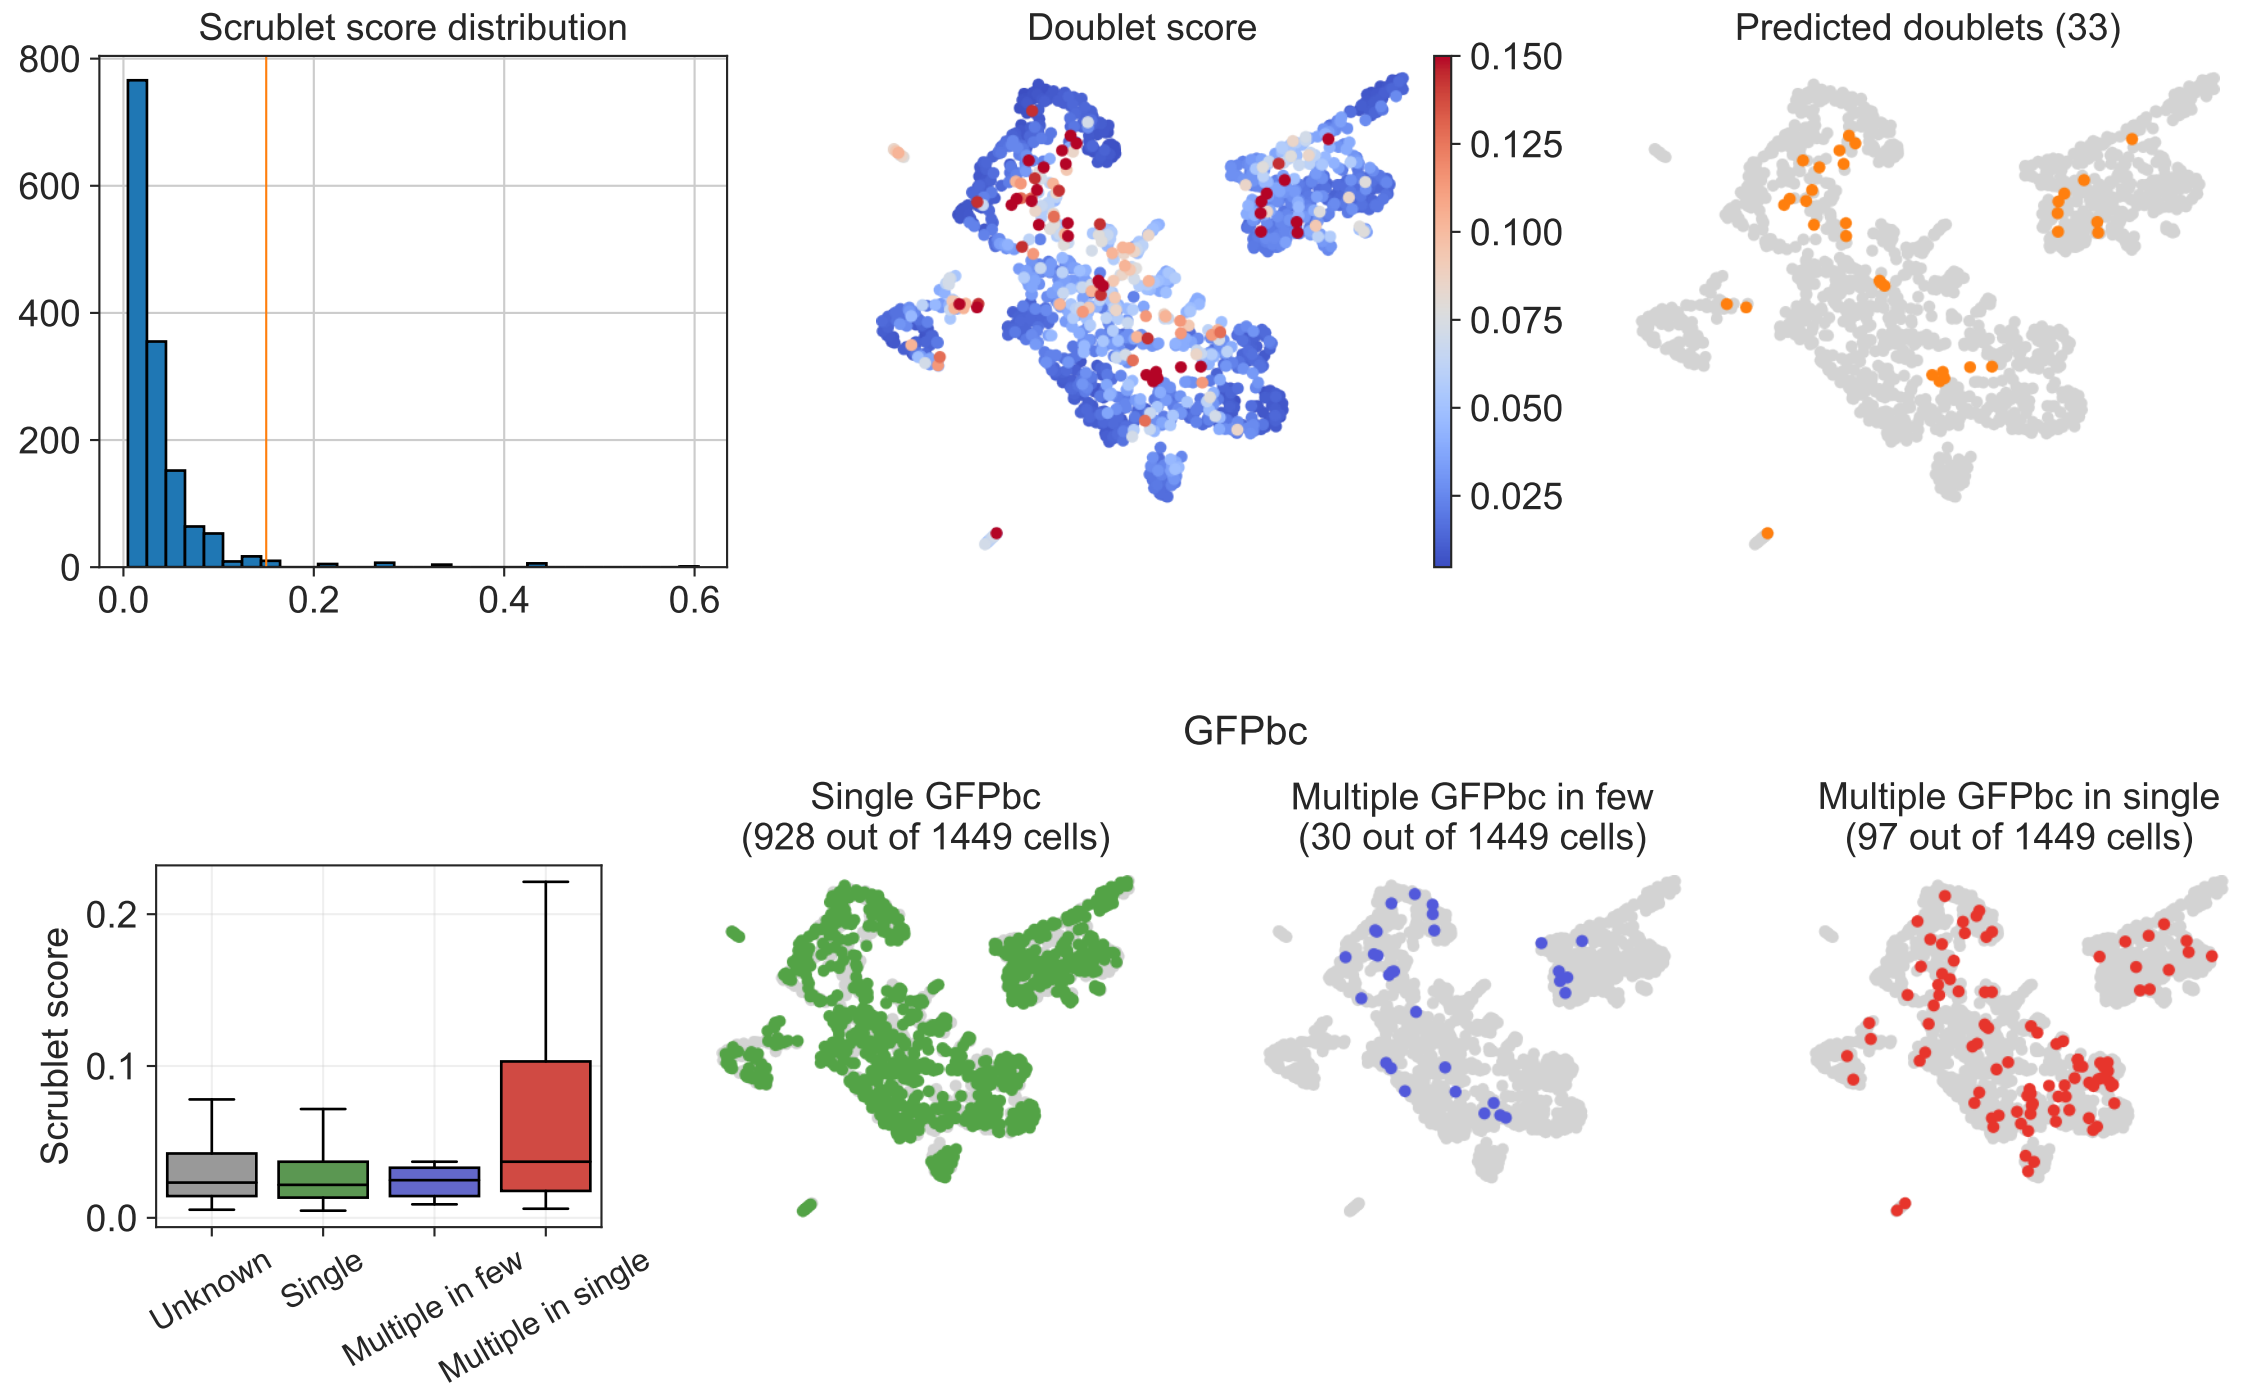 Scrublet score distribution
800
600
400
200
0
0.0 0.2 0.4 0.6
Doublet score
0.150
0.125
0.100
0.075
0.050
0.025
Predicted doublets (33)
GFPbc
Scrublet score
0.2
0.1
0.0
Unknown
Single
Multiple in few
Multiple in single
Single GFPbc
(928 out of 1449 cells)
Multiple GFPbc in few
(30 out of 1449 cells)
Multiple GFPbc in single
(97 out of 1449 cells)